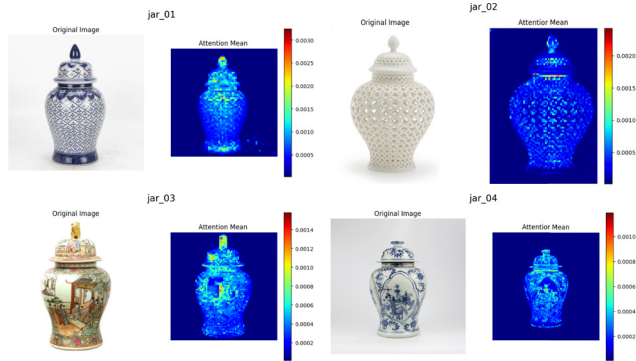 jar_01
Original Image
Attention Mean
0.0030
0.0025
0.0020
0.0015
0.0010
0.0005
jar_02
Original Image
Attentior Mean
0.0020
0.0015
0.0010
0.0005
jar_03
Original Image
Attention Mean
0.0014
0.0012
0.0010
0.0008
0.0006
0.0004
0.0002
jar_04
Original Image
Attentior Mean
0.0010
0.0008
0.0006
0.0004
0.0002